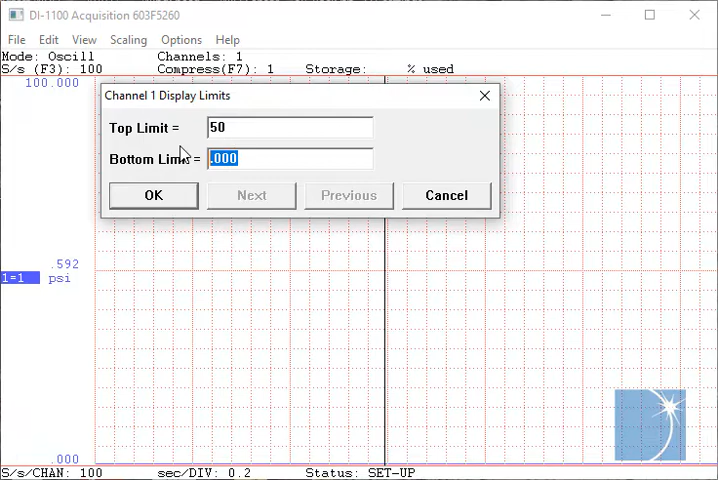 DI-1100 Acquisition 603F5260
File Edit View Scaling Options Help
Mode: Oscill Channels: 1
S/s (F3): 100 Compress(F7): 1 Storage: % used
100.000
Channel 1 Display Limits
Top Limit = 50
Bottom Limit = .000
OK Next Previous Cancel
.592
1=1 psi
.000
S/s/CHAN: 100 sec/DIV: 0.2 Status: SET-UP